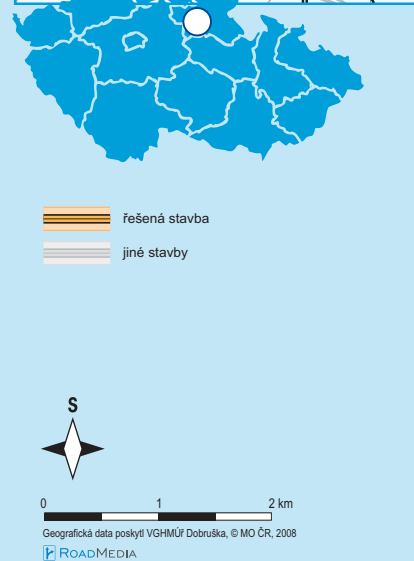 řešená stavba
jiné stavby
S
0 1 2 km
Geografická data poskytl VGHMÚř Dobruška, © MO ČR, 2008
ROADMEDIA